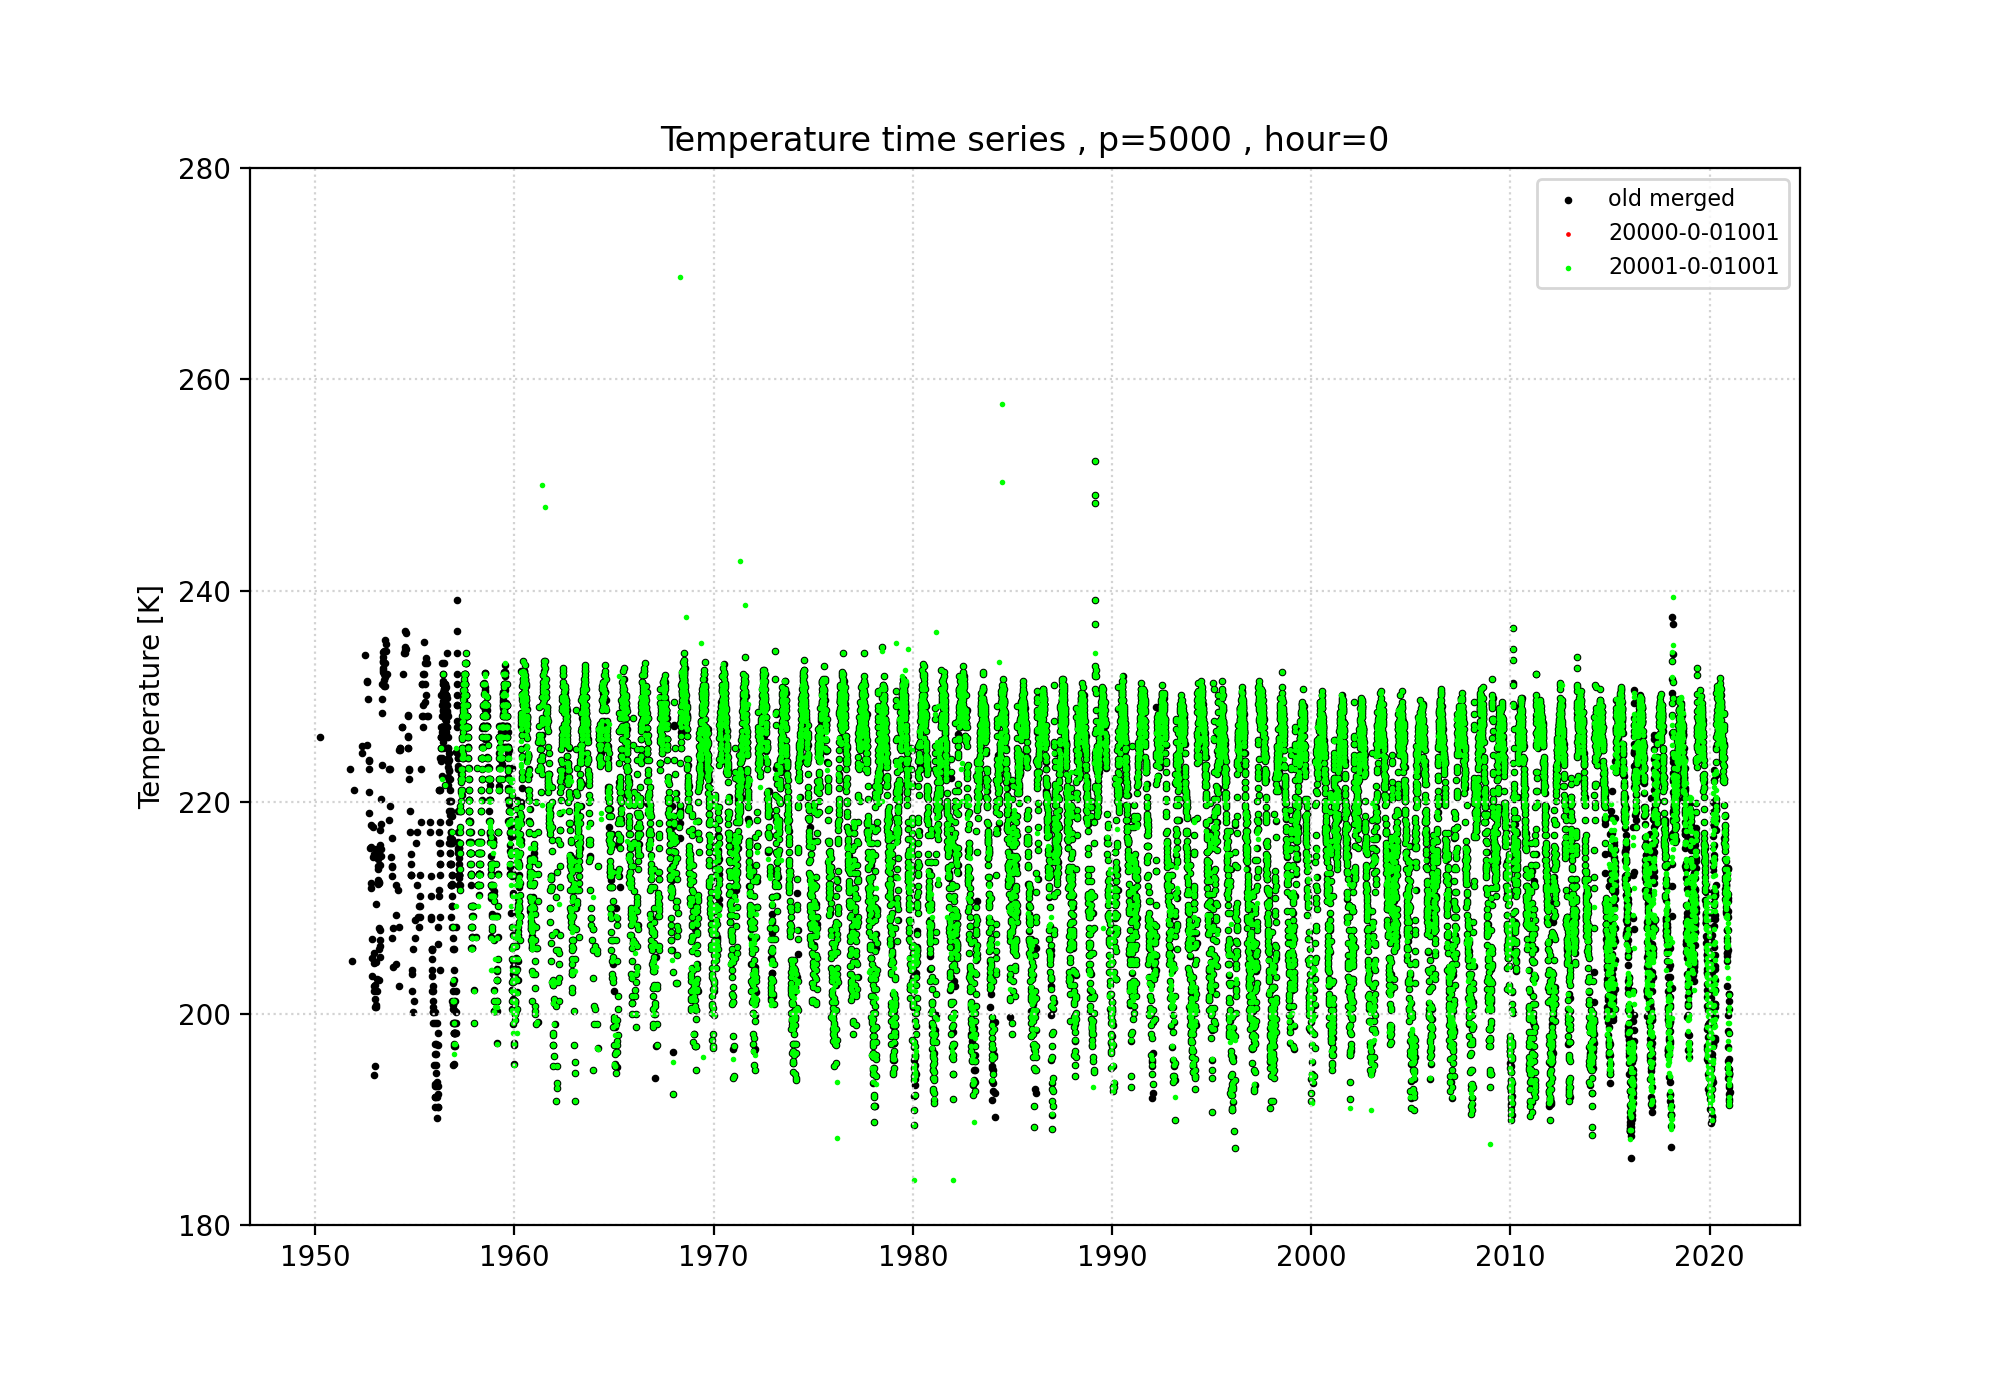 Temperature time series , p=5000 , hour=0
280
260
240
220
200
180
Temperature [K]
old merged
20000-0-01001
20001-0-01001
1950 1960 1970 1980 1990 2000 2010 2020